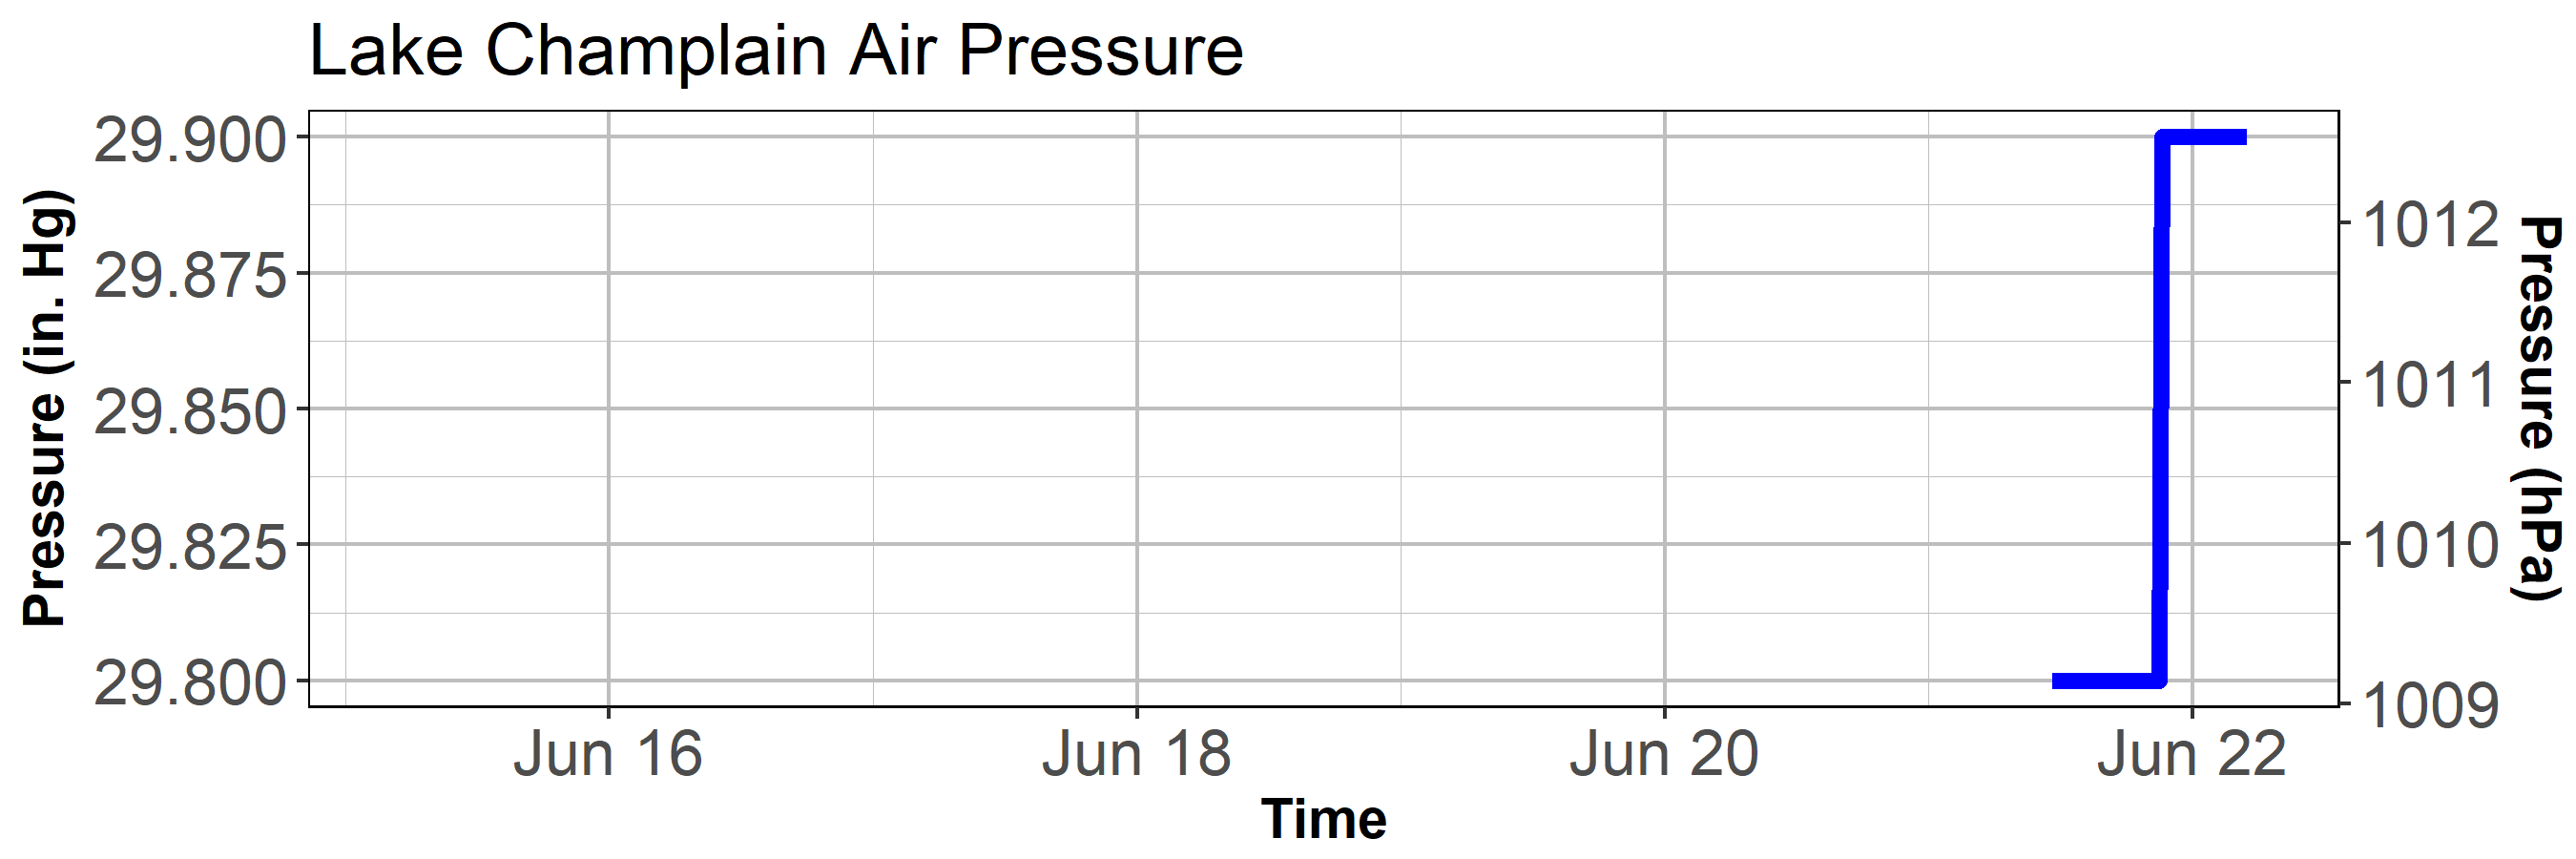 Lake Champlain Air Pressure
29.900
29.875
29.850
29.825
29.800
Pressure (in. Hg)
1012
1011
1010
1009
Pressure (hPa)
Jun 16 Jun 18 Jun 20 Jun 22
Time